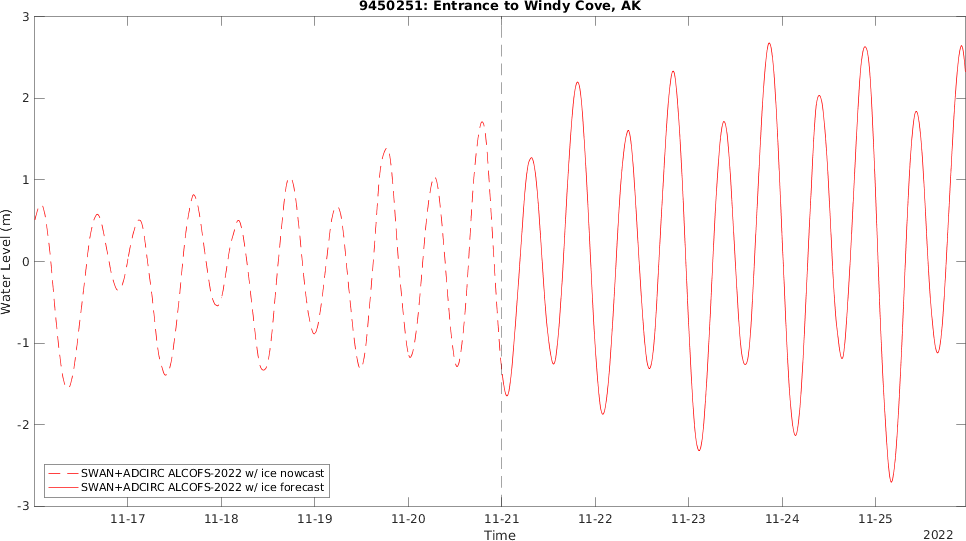 9450251: Entrance to Windy Cove, AK
3
2
1
0
-1
-2
-3
Water Level (m)
SWAN+ADCIRC ALCOFS-2022 w/ ice nowcast
SWAN+ADCIRC ALCOFS-2022 w/ ice forecast
11-17 11-18 11-19 11-20 11-21 11-22 11-23 11-24 11-25
Time
2022